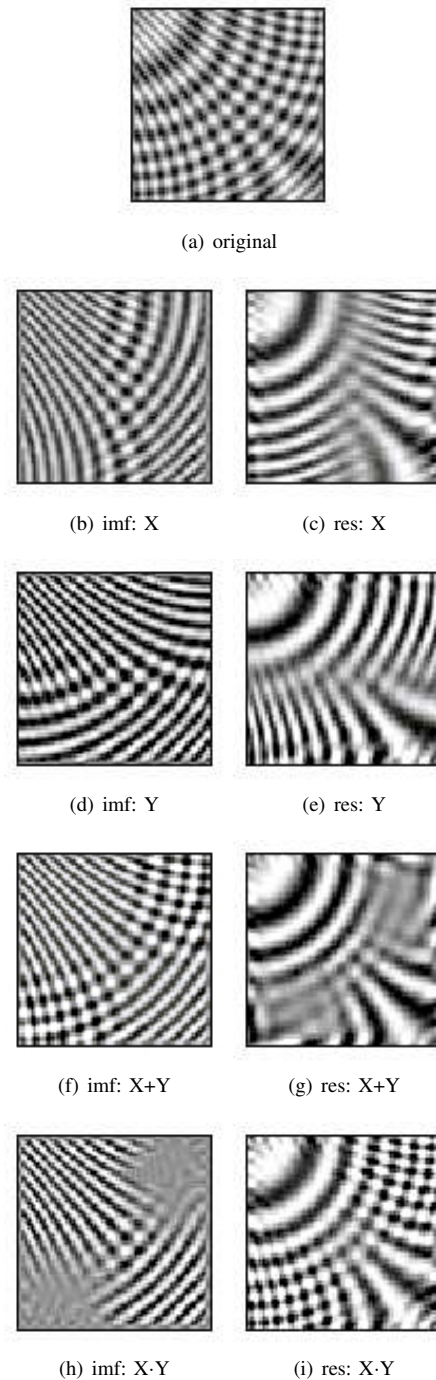 (a) original
(b) imf: X
(c) res: X
(d) imf: Y
(e) res: Y
(f) imf: X+Y
(g) res: X+Y
(h) imf: X·Y
(i) res: X·Y